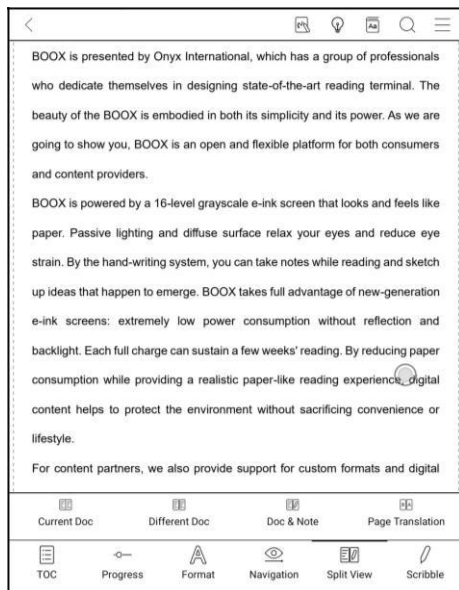 BOOX is presented by Onyx International, which has a group of professionals
who dedicate themselves in designing state-of-the-art reading terminal. The
beauty of the BOOX is embodied in both its simplicity and its power. As we are
going to show you, BOOX is an open and flexible platform for both consumers
and content providers.
BOOX is powered by a 16-level grayscale e-ink screen that looks and feels like
paper. Passive lighting and diffuse surface relax your eyes and reduce eye
strain. By the hand-writing system, you can take notes while reading and sketch
up ideas that happen to emerge. BOOX takes full advantage of new-generation
e-ink screens: extremely low power consumption without reflection and
backlight. Each full charge can sustain a few weeks' reading. By reducing paper
consumption while providing a realistic paper-like reading experience, digital
content helps to protect the environment without sacrificing convenience or
lifestyle.
For content partners, we also provide support for custom formats and digital
Current Doc Different Doc Doc & Note Page Translation
TOC Progress Format Navigation Split View Scribble